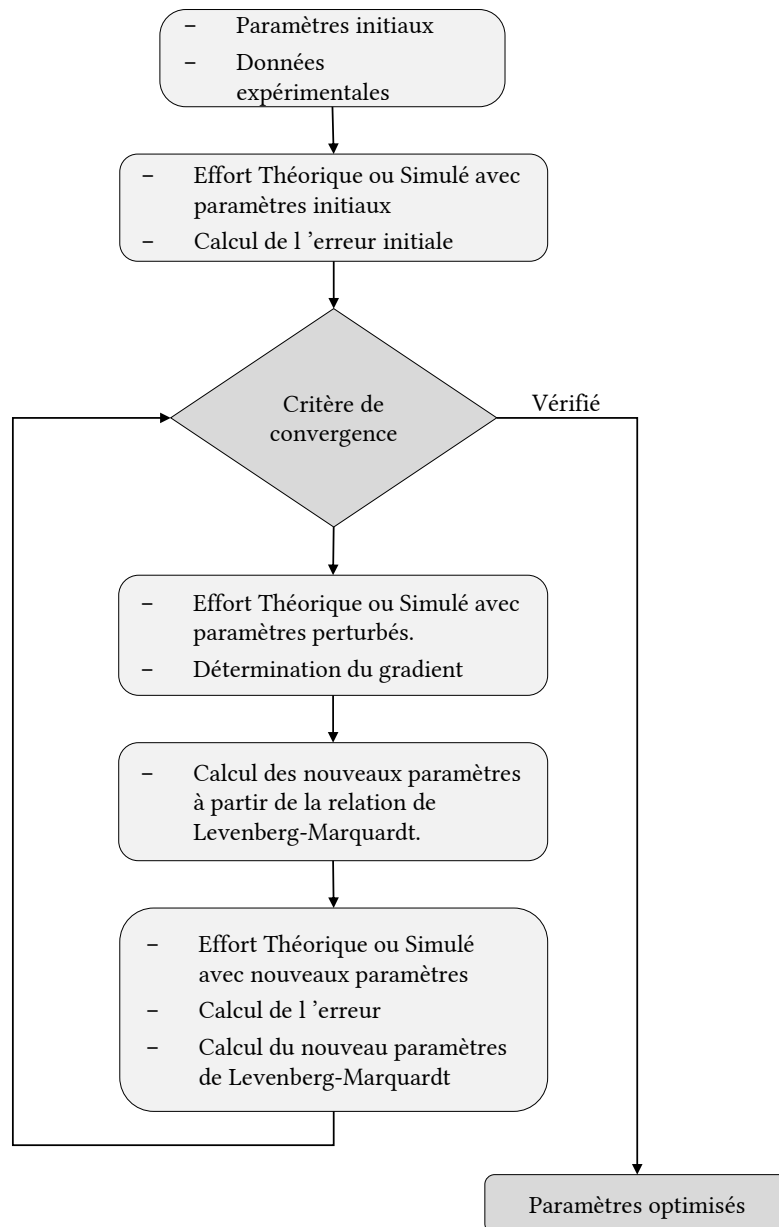 – Paramètres initiaux
– Données
expérimentales
– Effort Théorique ou Simulé avec
paramètres initiaux
– Calcul de l ’erreur initiale
Critère de
convergence
Vérifié
– Effort Théorique ou Simulé avec
paramètres perturbés.
– Détermination du gradient
– Calcul des nouveaux paramètres
à partir de la relation de
Levenberg-Marquardt.
– Effort Théorique ou Simulé
avec nouveaux paramètres
– Calcul de l ’erreur
– Calcul du nouveau paramètres
de Levenberg-Marquardt
Paramètres optimisés